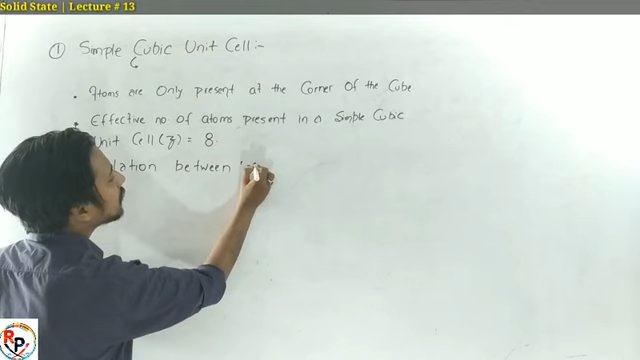 Solid State | Lecture # 13
① Simple Cubic Unit Cell:-
• Atoms are Only present at the Corner Of the Cube
• Effective no of atoms present in a Simple Cubic
Unit Cell (z) = 8.
between
RP